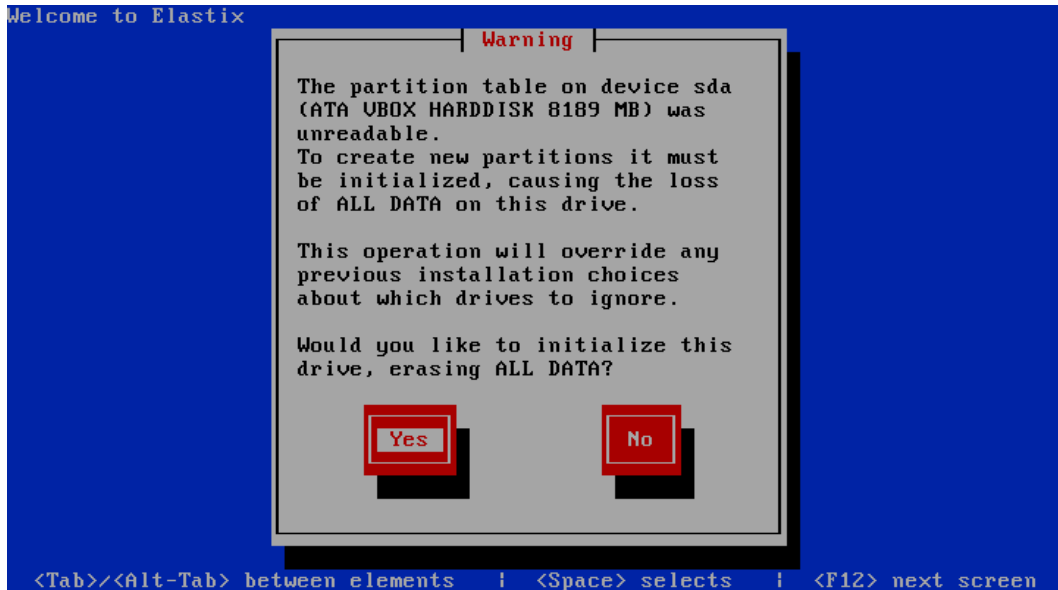 Welcome to Elastix
Warning
The partition table on device sda
(ATA VBOX HARDDISK 8189 MB) was
unreadable.
To create new partitions it must
be initialized, causing the loss
of ALL DATA on this drive.
This operation will override any
previous installation choices
about which drives to ignore.
Would you like to initialize this
drive, erasing ALL DATA?
Yes No
<Tab>/<Alt-Tab> between elements | <Space> selects | <F12> next screen